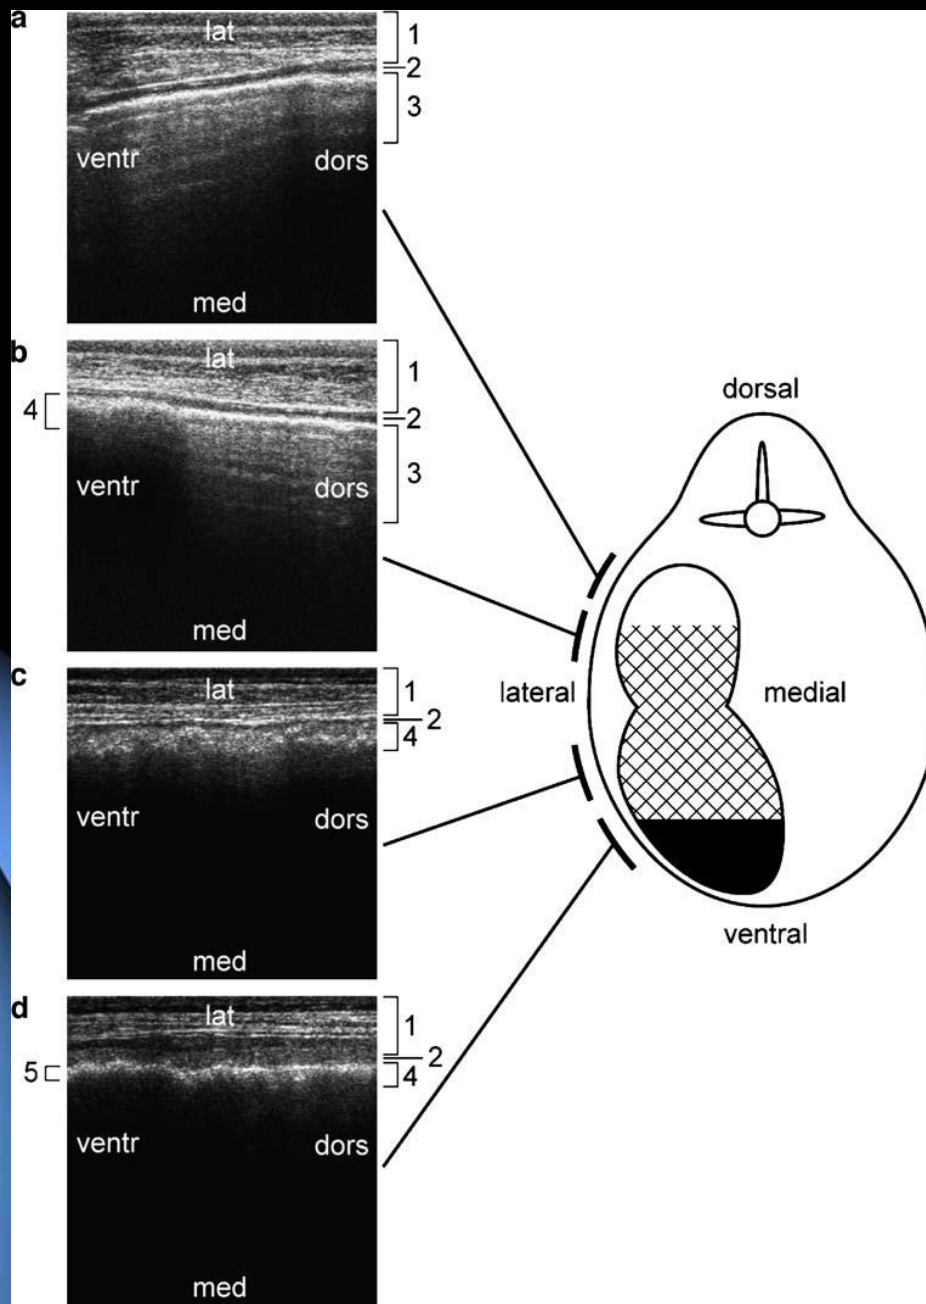 a
lat
1
2
3
ventr
dors
med
b
lat
1
4
2
3
ventr
dors
med
c
lat
1
2
4
ventr
dors
med
d
lat
1
2
5
4
ventr
dors
med
dorsal
lateral
medial
ventral